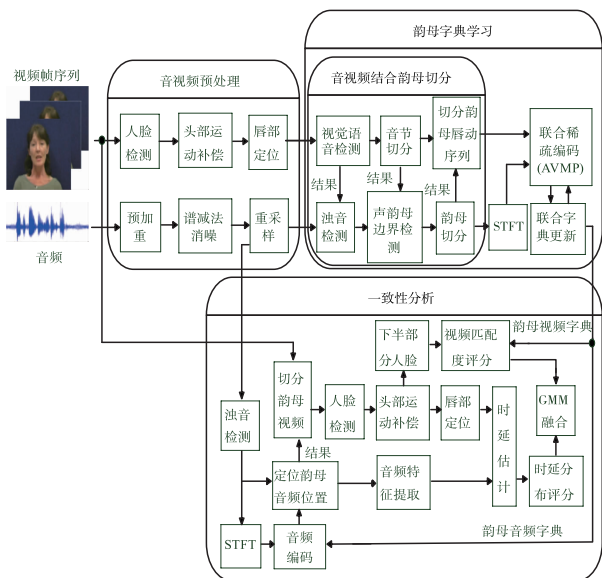 韵母字典学习
视频帧序列
音视频预处理
音视频结合韵母切分
人脸
检测
头部运
动补偿
唇部
定位
视觉语
音检测
音节
切分
切分韵
母唇动
序列
联合稀
疏编码
(AVMP)
结果
结果
结果
预加
重
谱减法
消噪
重采
样
浊音
检测
声韵母
边界检
测
韵母
切分
STFT
联合字
典更新
音频
一致性分析
韵母视频字典
下半部
分人脸
视频匹配
度评分
切分
韵母
视频
人脸
检测
头部运
动补偿
唇部
定位
时
延
估
计
GMM
融合
浊音
检测
结果
定位韵母
音频位置
音频特
征提取
时延分
布评分
STFT
音频
编码
韵母音频字典